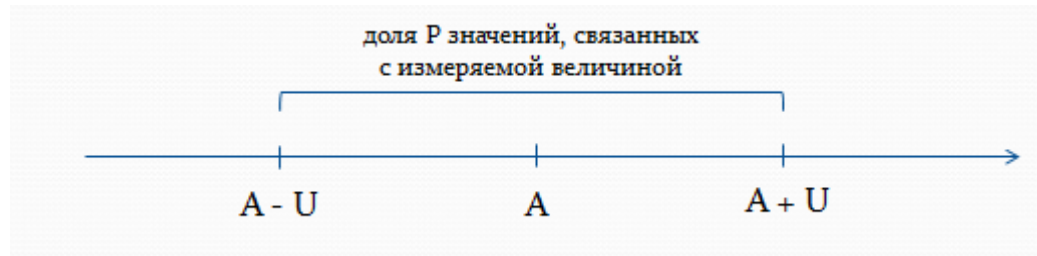 доля P значений, связанных
с измеряемой величиной
A - U
A
A + U